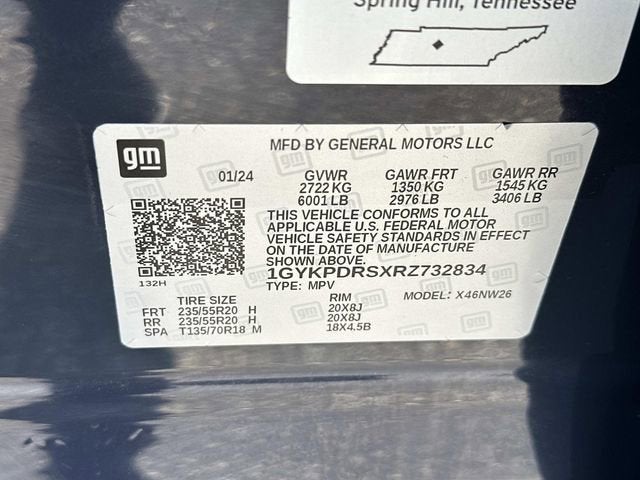 Spring Hill, Tennessee
gm
MFD BY GENERAL MOTORS LLC
01/24 GVWR GAWR FRT GAWR RR
2722 KG 1350 KG 1545 KG
6001 LB 2976 LB 3406 LB
THIS VEHICLE CONFORMS TO ALL
APPLICABLE U.S. FEDERAL MOTOR
VEHICLE SAFETY STANDARDS IN EFFECT
ON THE DATE OF MANUFACTURE
SHOWN ABOVE.
1GYKPDRSXRZ732834
132H
TYPE: MPV MODEL: X46NW26
TIRE SIZE RIM
FRT 235/55R20 H 20X8J
RR 235/55R20 H 20X8J
SPA T135/70R18 M 18X4.5B